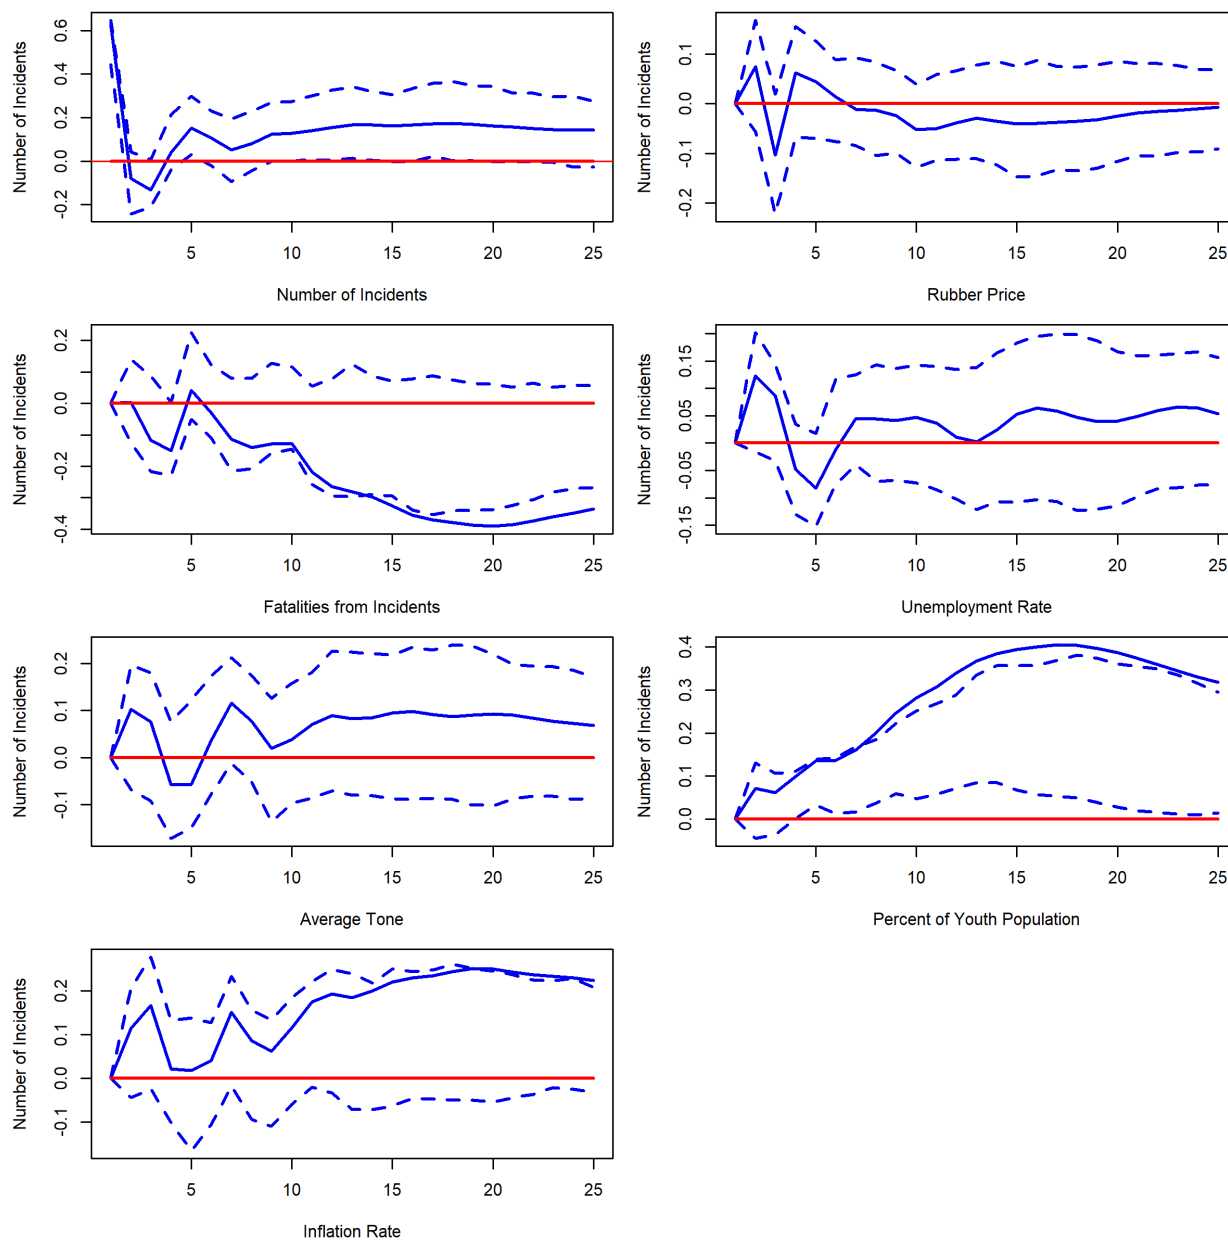 Number of Incidents
0.6
0.4
0.2
0.0
-0.2
5 10 15 20 25
Number of Incidents
Number of Incidents
0.1
0.0
-0.1
-0.2
5 10 15 20 25
Rubber Price
Number of Incidents
0.2
0.0
-0.2
-0.4
5 10 15 20 25
Fatalities from Incidents
Number of Incidents
0.15
0.05
-0.05
-0.15
5 10 15 20 25
Unemployment Rate
Number of Incidents
0.2
0.1
0.0
-0.1
5 10 15 20 25
Average Tone
Number of Incidents
0.4
0.3
0.2
0.1
0.0
5 10 15 20 25
Percent of Youth Population
Number of Incidents
0.2
0.1
0.0
-0.1
5 10 15 20 25
Inflation Rate